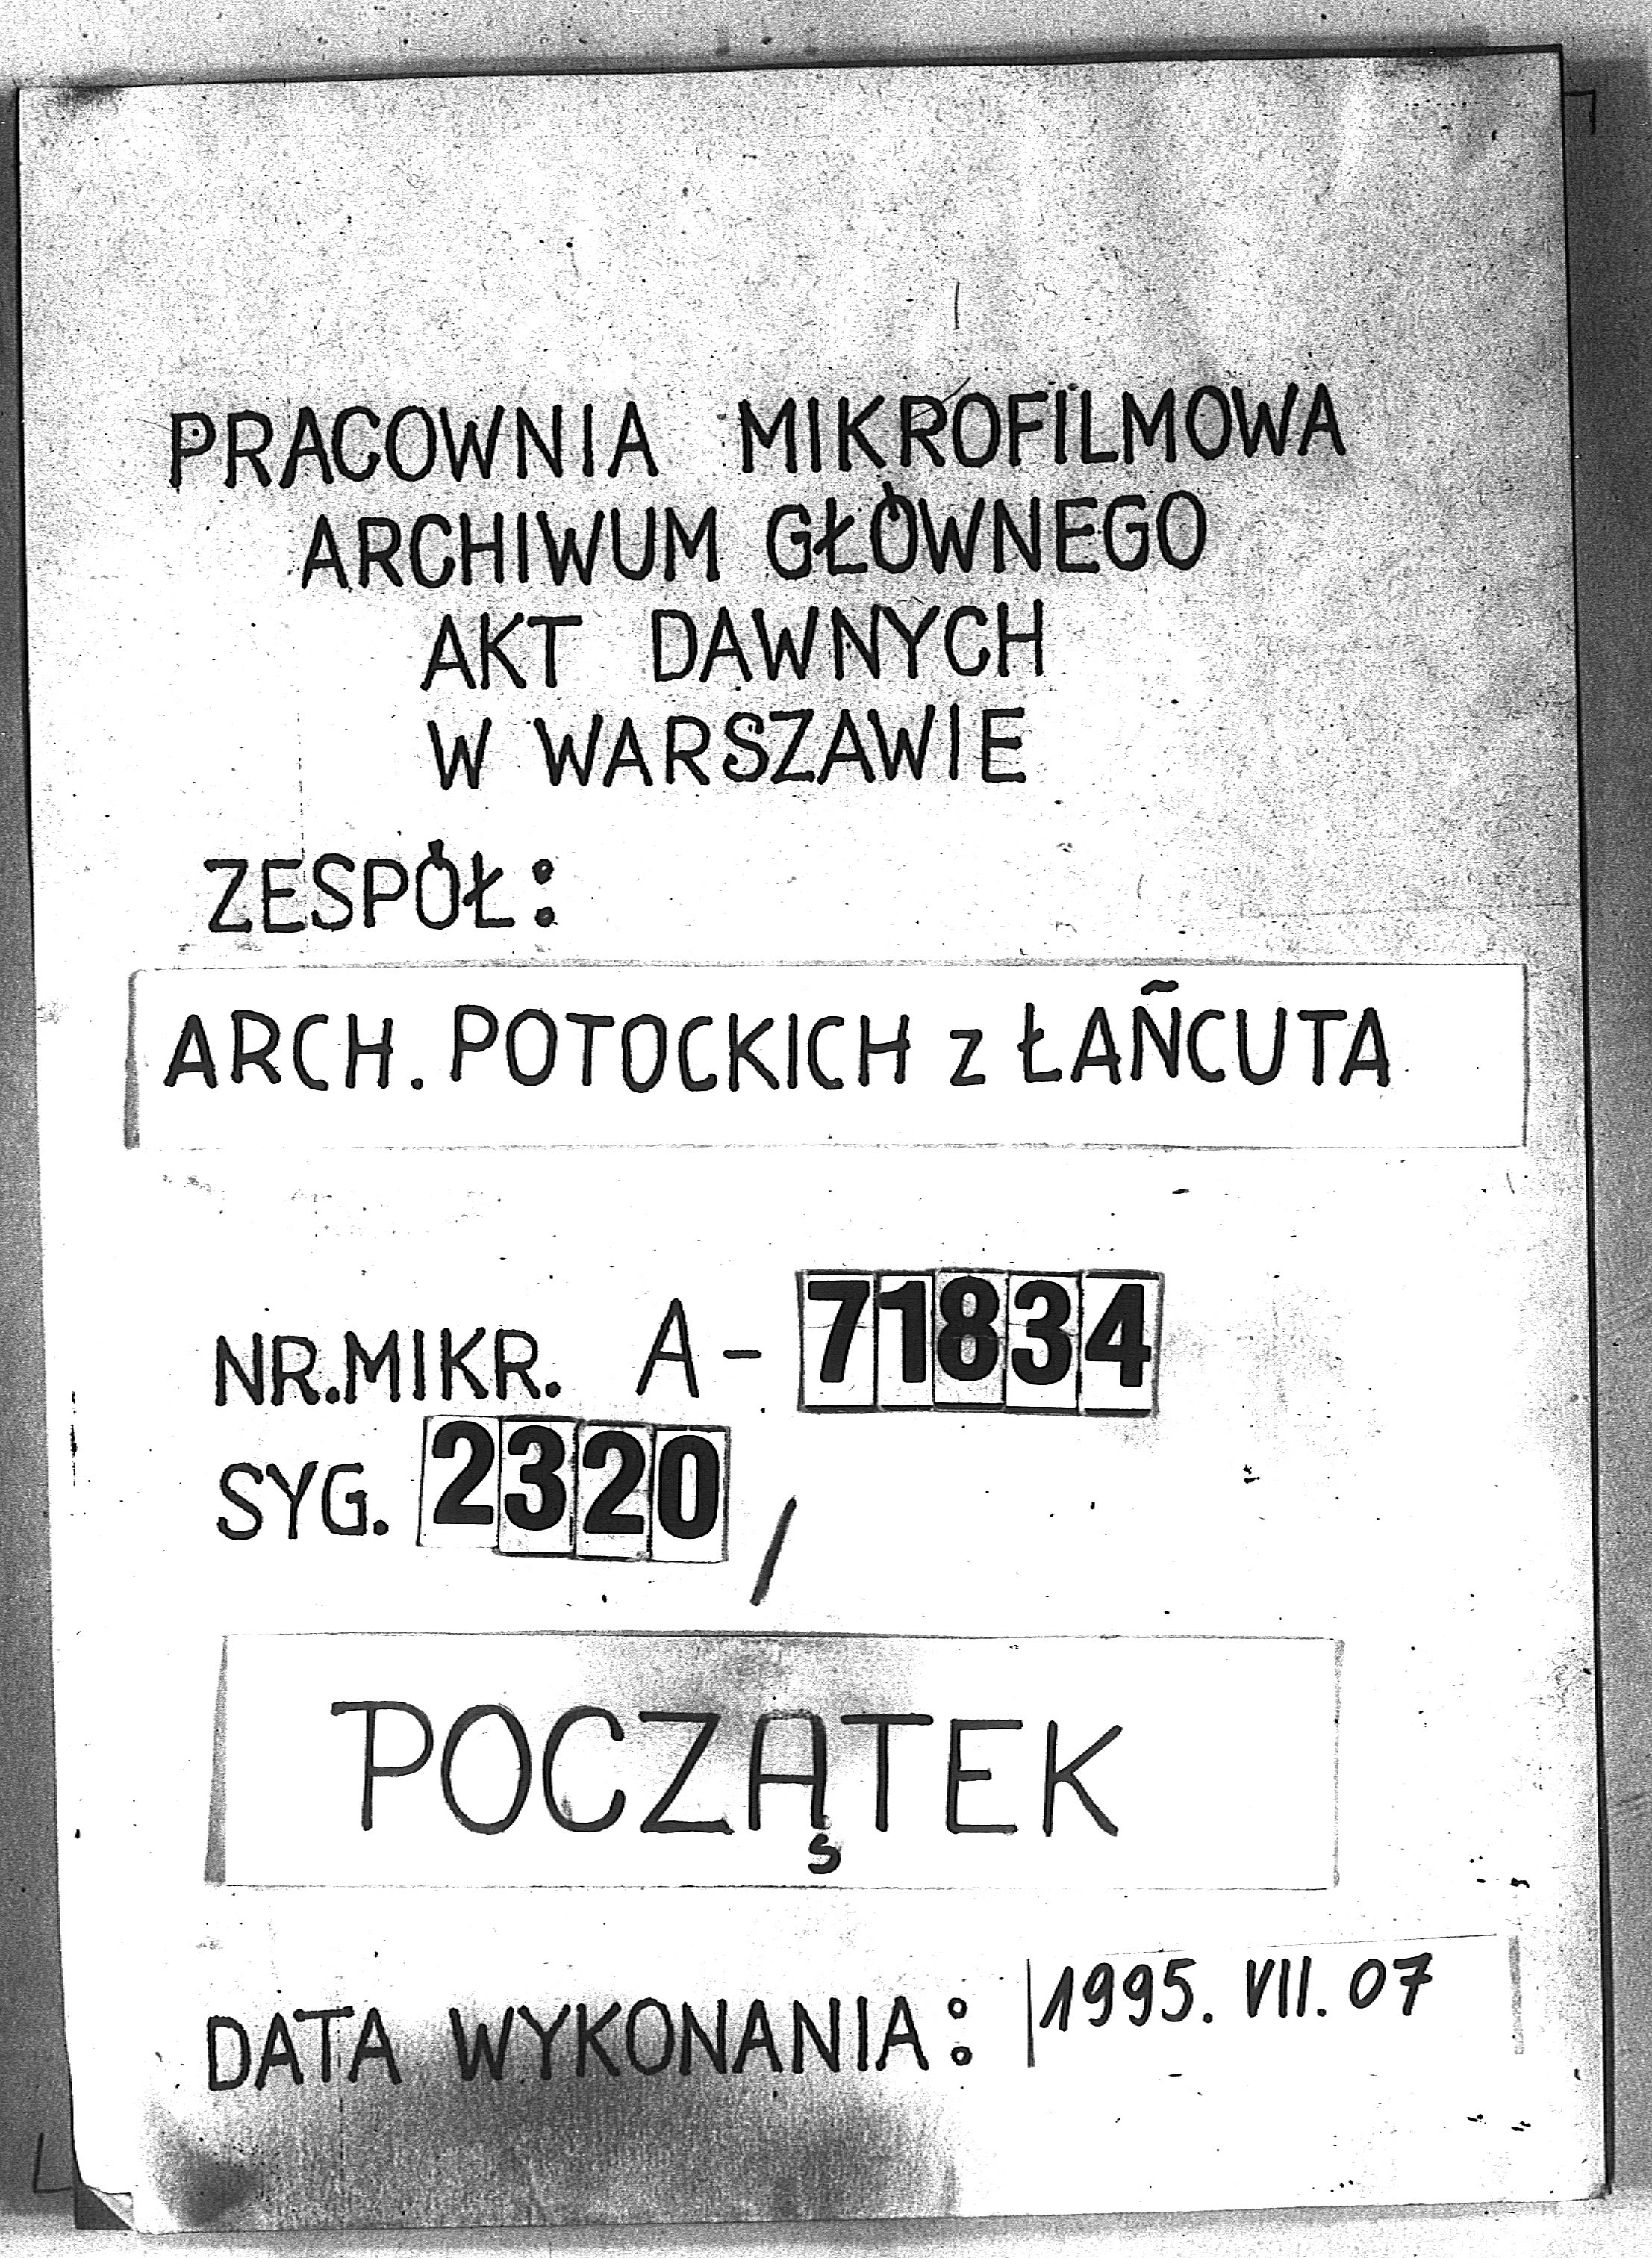 PRACOWNIA MIKROFILMOWA
ARCHIWUM GŁÓWNEGO
AKT DAWNYCH
W WARSZAWIE
ZESPÓŁ:
ARCH. POTOCKICH z ŁAŃCUTA
NR.MIKR. A-71834
SYG. 2320/
POCZĄTEK
DATA WYKONANIA: 1995. VII. 07